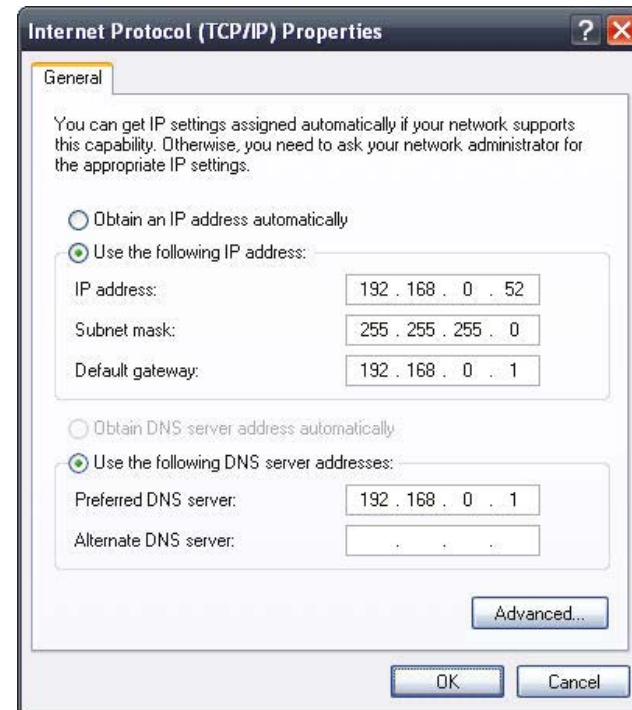 Internet Protocol (TCP/IP) Properties
General
You can get IP settings assigned automatically if your network supports
this capability. Otherwise, you need to ask your network administrator for
the appropriate IP settings.
Obtain an IP address automatically
Use the following IP address:
IP address: 192 . 168 . 0 . 52
Subnet mask: 255 . 255 . 255 . 0
Default gateway: 192 . 168 . 0 . 1
Obtain DNS server address automatically
Use the following DNS server addresses:
Preferred DNS server: 192 . 168 . 0 . 1
Alternate DNS server: . . .
Advanced...
OK Cancel